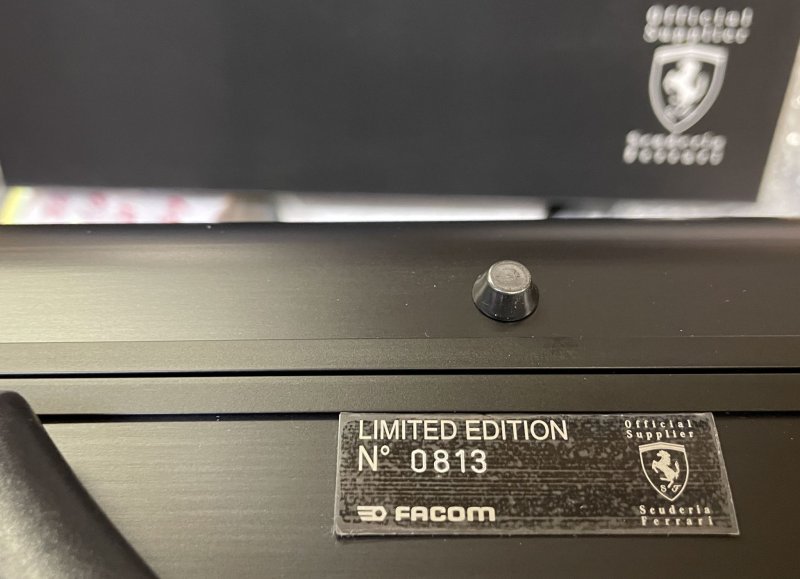 Official
Supplier
Scuderia
Ferrari
LIMITED EDITION
N° 0813
FACOM
Official
Supplier
S F
Scuderia
Ferrari